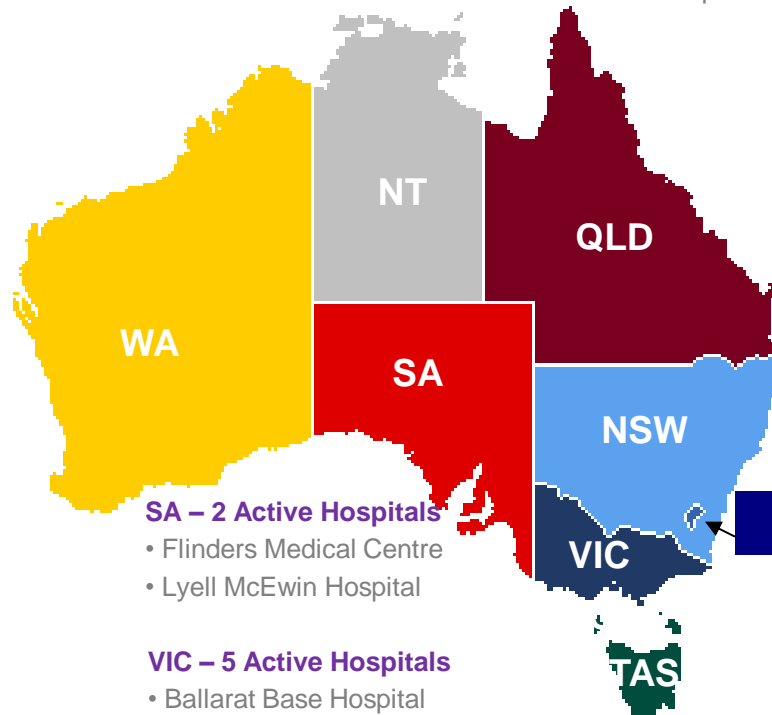 NT
QLD
WA
SA
NSW
SA – 2 Active Hospitals
• Flinders Medical Centre
VIC
• Lyell McEwin Hospital
VIC – 5 Active Hospitals
TAS
• Ballarat Base Hospital